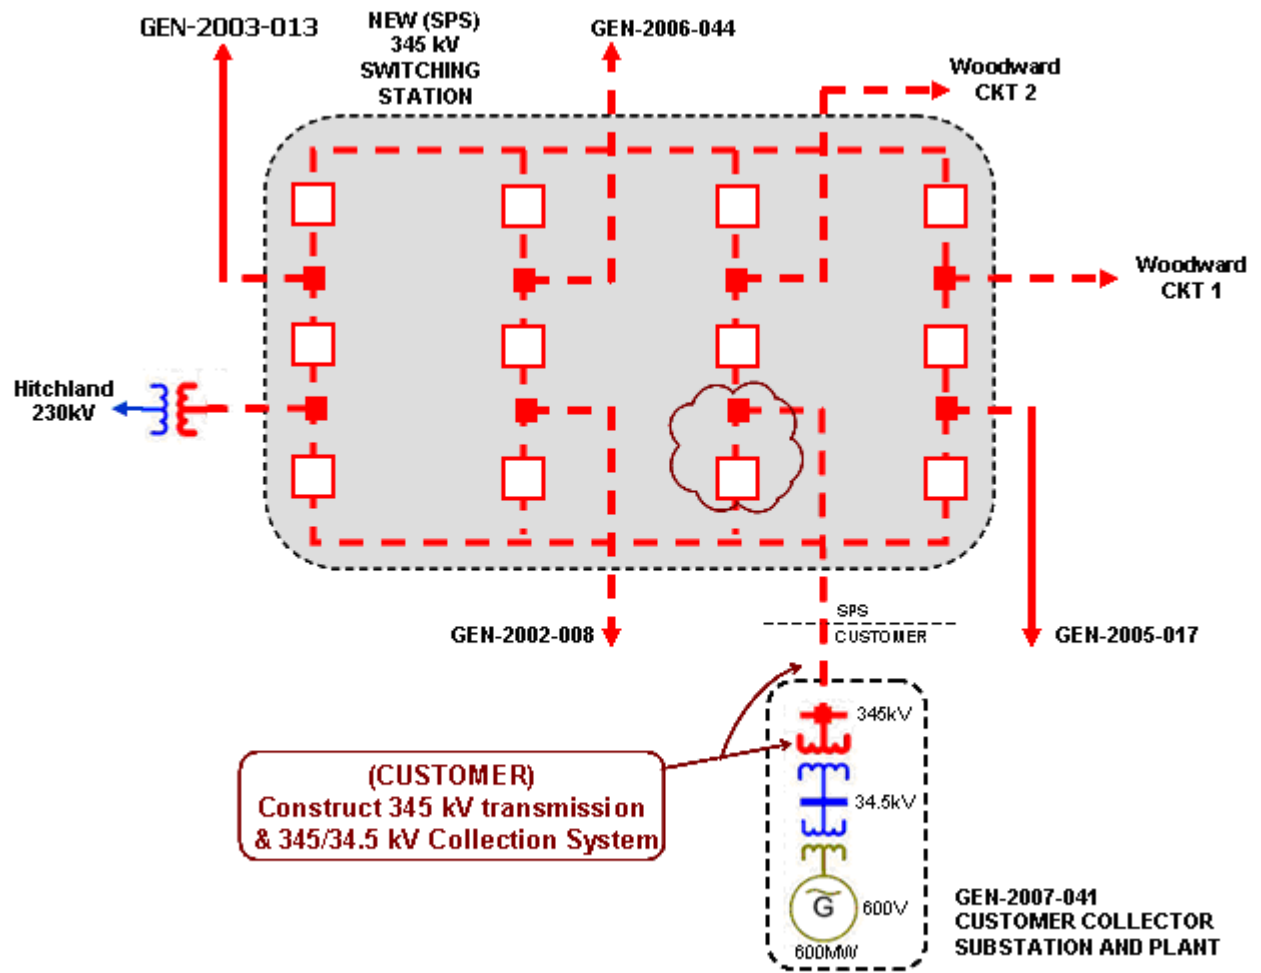 GEN-2003-013
NEW (SPS)
345 kV
SWITCHING
STATION
GEN-2006-044
Woodward
CKT 2
Woodward
CKT 1
Hitchland
230kV
GEN-2002-008
SPS
CUSTOMER
GEN-2005-017
345kV
(CUSTOMER)
Construct 345 kV transmission
& 345/34.5 kV Collection System
34.5kV
G
600V
600MW
GEN-2007-041
CUSTOMER COLLECTOR
SUBSTATION AND PLANT